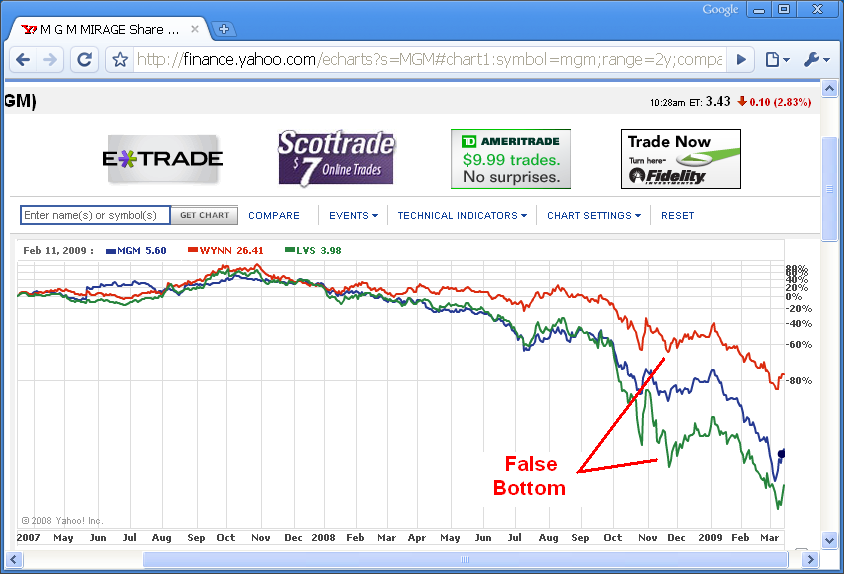 Google
M G M MIRAGE Share ...
http://finance.yahoo.com/echarts?s=MGM#chart1:symbol=mgm;range=2y;compa
GM)
10:28am ET: 3.43 0.10 (2.83%)
E*TRADE
Scottrade
$7 Online Trades
TD AMERITRADE
$9.99 trades.
No surprises.
Trade Now
Turn here-
Fidelity
INVESTMENTS
Enter name(s) or symbol(s) GET CHART COMPARE EVENTS TECHNICAL INDICATORS CHART SETTINGS RESET
Feb 11, 2009 : MGM 5.60 WYNN 26.41 LVS 3.98
80%
60%
40%
20%
0%
-20%
-40%
-60%
-80%
False
Bottom
© 2008 Yahoo! Inc.
2007 May Jun Jul Aug Sep Oct Nov Dec 2008 Feb Mar Apr May Jun Jul Aug Sep Oct Nov Dec 2009 Feb Mar